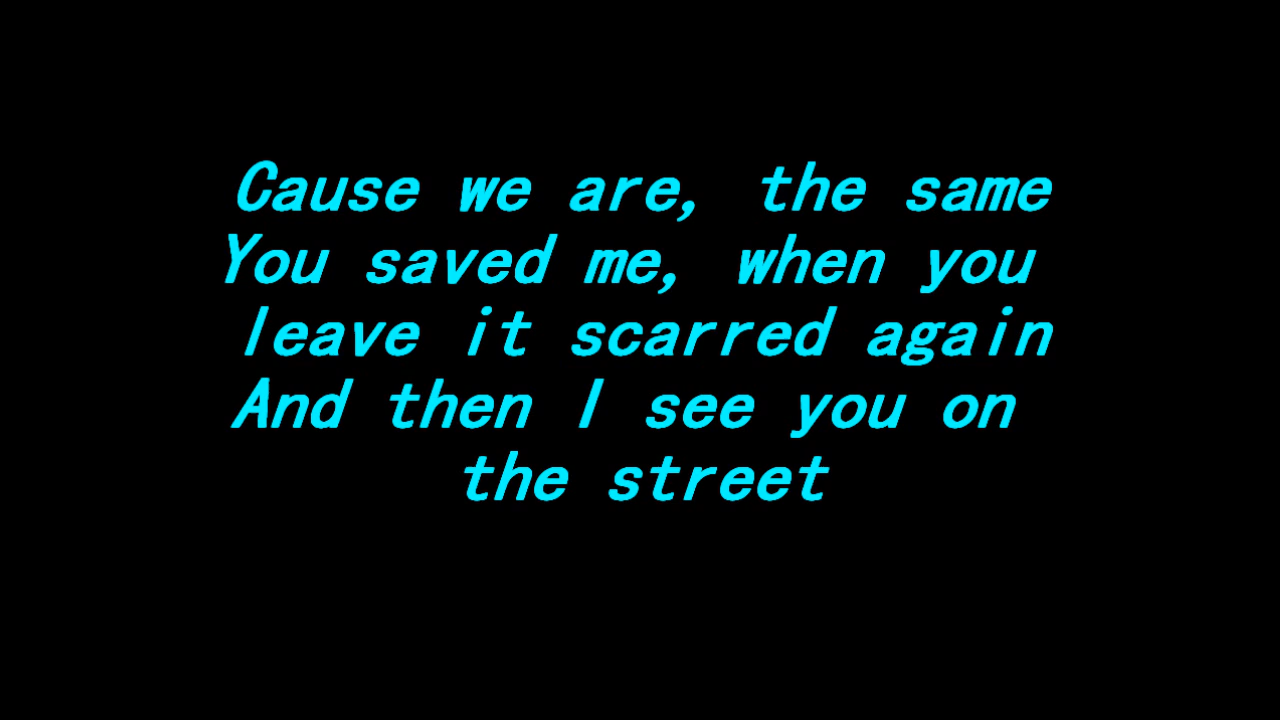 Cause we are, the same
You saved me, when you
leave it scarred again
And then I see you on
the street